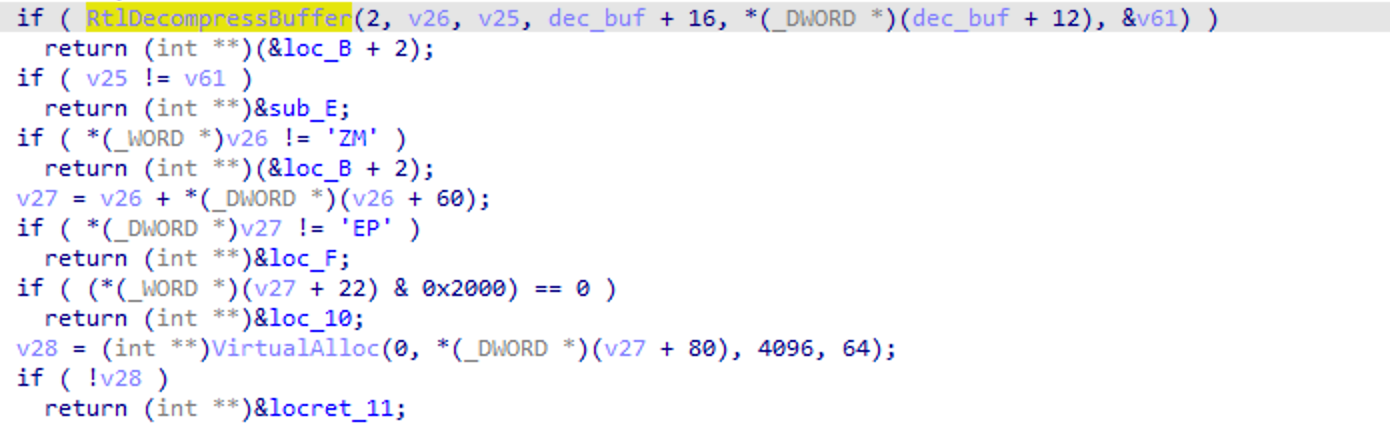 if ( RtlDecompressBuffer(2, v26, v25, dec_buf + 16, *(_DWORD *)(dec_buf + 12), &v61) )
return (int **)(&loc_B + 2);
if ( v25 != v61 )
return (int **)&sub_E;
if ( *(_WORD *)v26 != 'ZM' )
return (int **)(&loc_B + 2);
v27 = v26 + *(_DWORD *)(v26 + 60);
if ( *(_DWORD *)v27 != 'EP' )
return (int **)&loc_F;
if ( (*(_WORD *)(v27 + 22) & 0x2000) == 0 )
return (int **)&loc_10;
v28 = (int **)VirtualAlloc(0, *(_DWORD *)(v27 + 80), 4096, 64);
if ( !v28 )
return (int **)&locret_11;